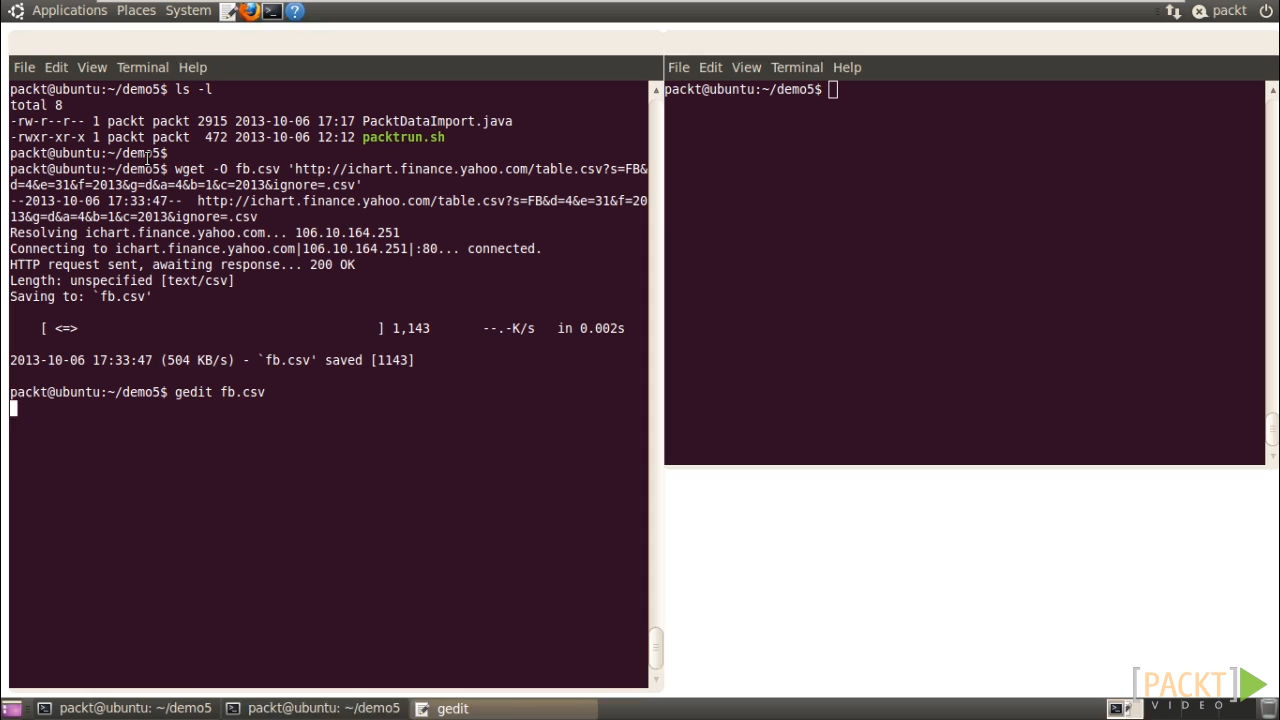 Applications Places System packt
File Edit View Terminal Help
packt@ubuntu:~/demo5$ ls -l
total 8
-rw-r--r-- 1 packt packt 2915 2013-10-06 17:17 PacktDataImport.java
-rwxr-xr-x 1 packt packt  472 2013-10-06 12:12 packtrun.sh
packt@ubuntu:~/demo5$
packt@ubuntu:~/demo5$ wget -O fb.csv 'http://ichart.finance.yahoo.com/table.csv?s=FB&
d=4&e=31&f=2013&g=d&a=4&b=1&c=2013&ignore=.csv'
--2013-10-06 17:33:47--  http://ichart.finance.yahoo.com/table.csv?s=FB&d=4&e=31&f=20
13&g=d&a=4&b=1&c=2013&ignore=.csv
Resolving ichart.finance.yahoo.com... 106.10.164.251
Connecting to ichart.finance.yahoo.com|106.10.164.251|:80... connected.
HTTP request sent, awaiting response... 200 OK
Length: unspecified [text/csv]
Saving to: `fb.csv'
[ <=> ] 1,143 --.-K/s in 0.002s
2013-10-06 17:33:47 (504 KB/s) - `fb.csv' saved [1143]
packt@ubuntu:~/demo5$ gedit fb.csv
File Edit View Terminal Help
packt@ubuntu:~/demo5$
[PACKT]
VIDEO
packt@ubuntu: ~/demo5 packt@ubuntu: ~/demo5 gedit